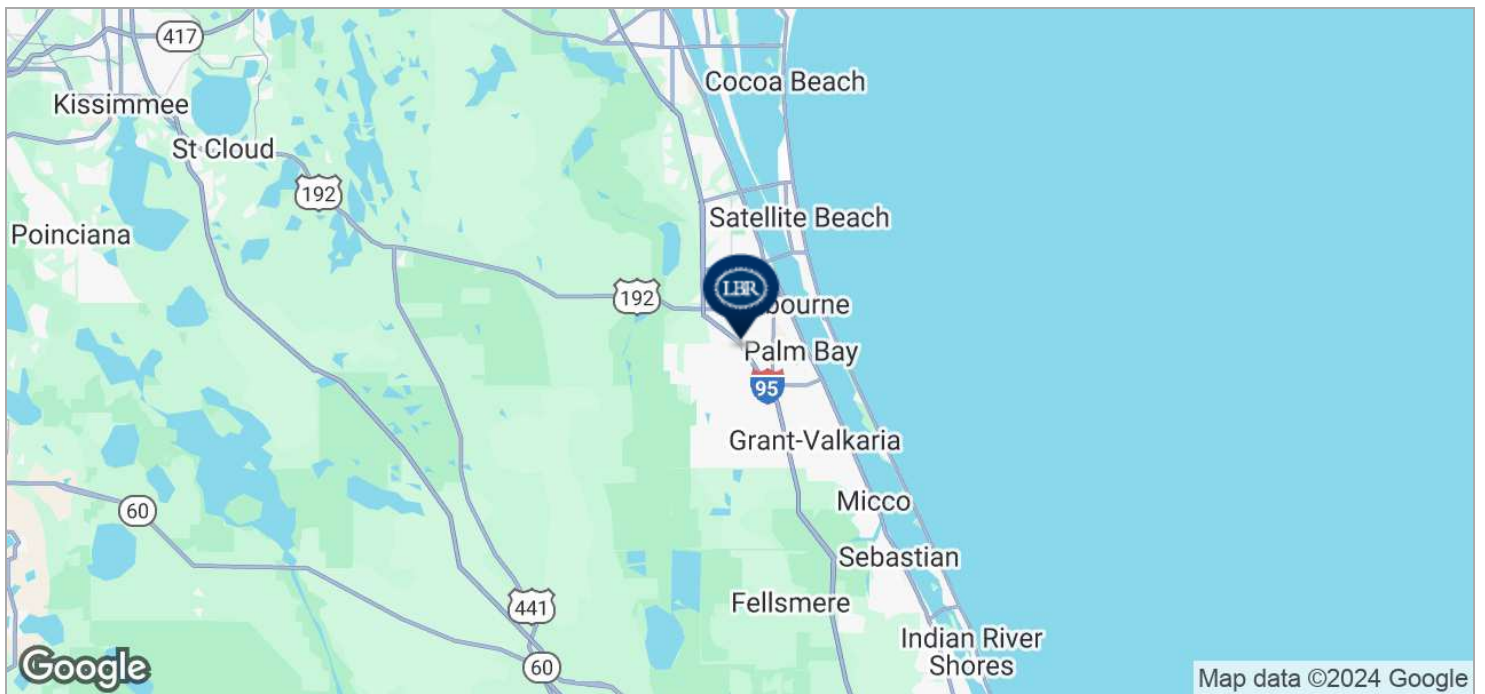 417
Cocoa Beach
Kissimmee
St Cloud
192
Satellite Beach
Poinciana
LBR
192
bourne
Palm Bay
95
Grant-Valkaria
Micco
60
Sebastian
Fellsmere
441
Indian River
Shores
60
Google
Map data ©2024 Google